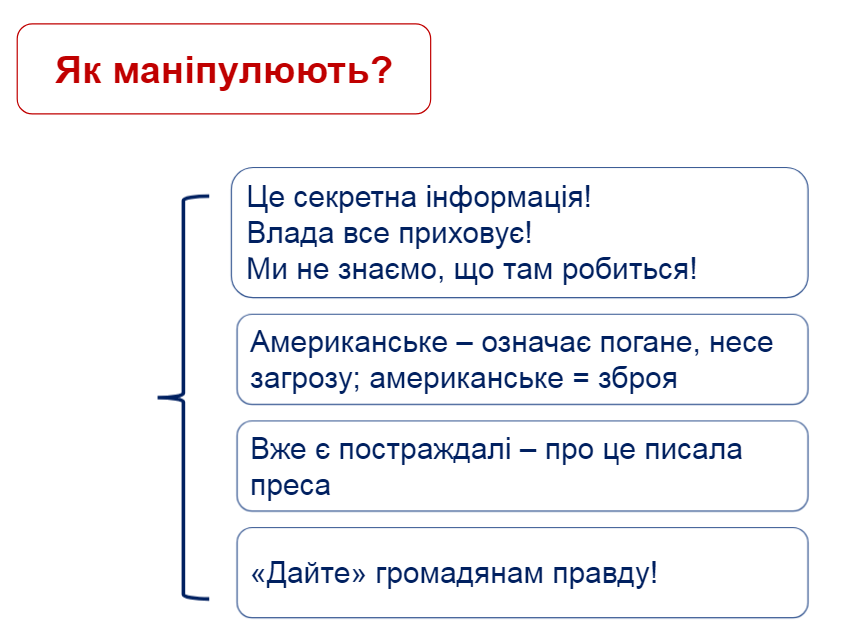 Як маніпулюють?
Це секретна інформація!
Влада все приховує!
Ми не знаємо, що там робиться!
Американське – означає погане, несе
загрозу; американське = зброя
Вже є постраждалі – про це писала
преса
«Дайте» громадянам правду!